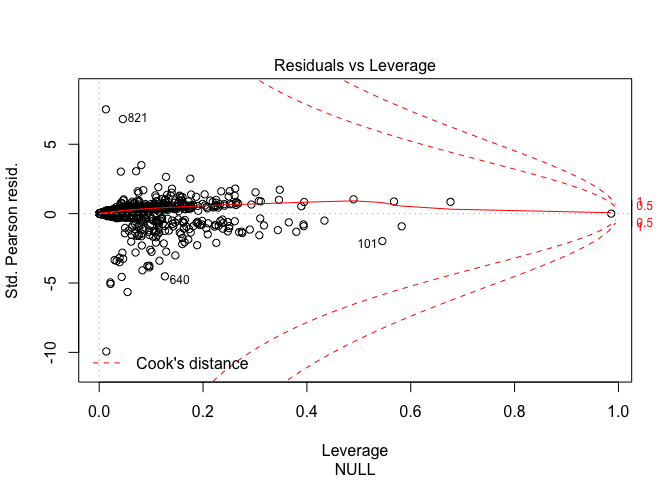 Residuals vs Leverage
Std. Pearson resid.
5
0
-5
-10
821
101
640
1
0.5
0.5
1
Cook's distance
0.0 0.2 0.4 0.6 0.8 1.0
Leverage
NULL